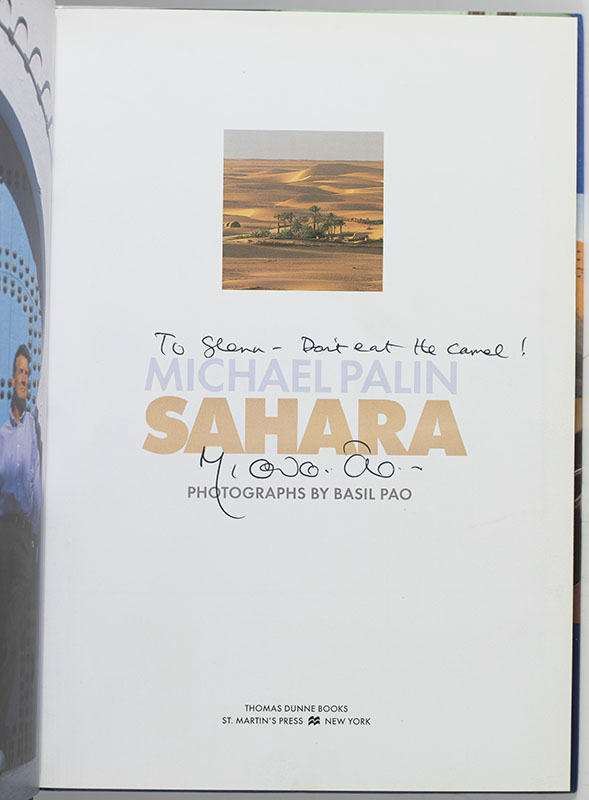 To Glenn - Don't eat the camel!
MICHAEL PALIN
SAHARA
PHOTOGRAPHS BY BASIL PAO
THOMAS DUNNE BOOKS
ST. MARTIN'S PRESS NEW YORK